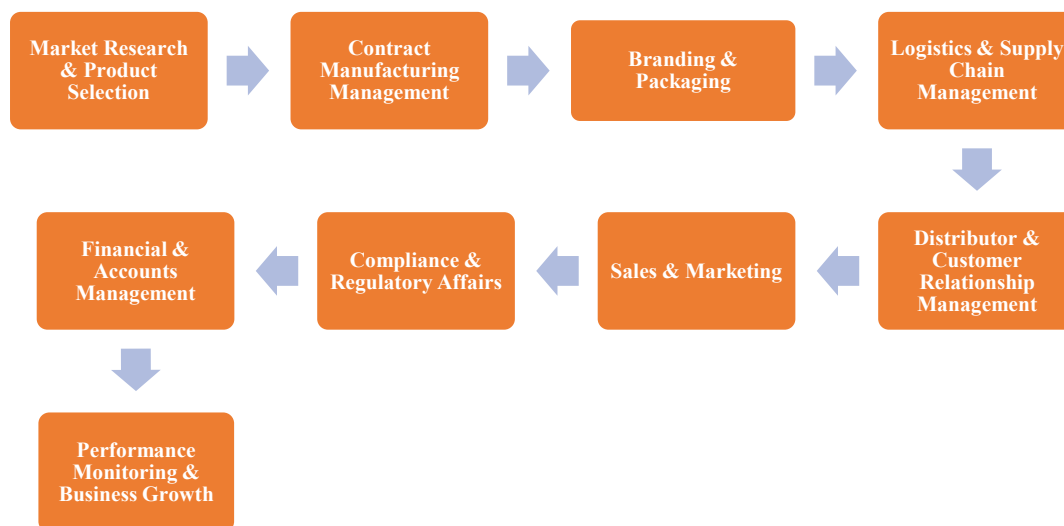 Market Research
& Product
Selection
Contract
Manufacturing
Management
Branding &
Packaging
Logistics & Supply
Chain
Management
Distributor &
Customer
Relationship
Management
Sales & Marketing
Compliance &
Regulatory Affairs
Financial &
Accounts
Management
Performance
Monitoring &
Business Growth